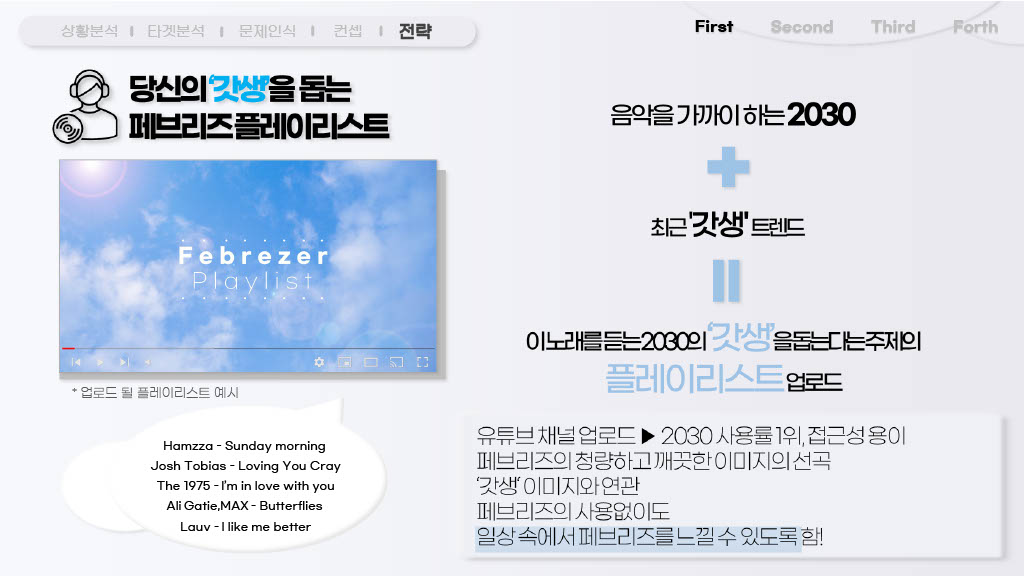 상황분석 타겟분석 문제인식 컨셉 전략
First Second Third Forth
당신의 '갓생'을 돕는
페브리즈 플레이리스트
Febrezer
Playlist
* 업로드 될 플레이리스트 예시
Hamzza - Sunday morning
Josh Tobias - Loving You Cray
The 1975 - I'm in love with you
Ali Gatie,MAX - Butterflies
Lauv - I like me better
음악을 가까이 하는 2030
최근 '갓생' 트렌드
이 노래를 듣는 2030의 '갓생'을 돕는다는 주제의
플레이리스트 업로드
유튜브 채널 업로드 ▶ 2030 사용률 1위, 접근성 용이
페브리즈의 청량하고 깨끗한 이미지의 선곡
'갓생' 이미지와 연관
페브리즈의 사용없이도
일상 속에서 페브리즈를 느낄 수 있도록 함!